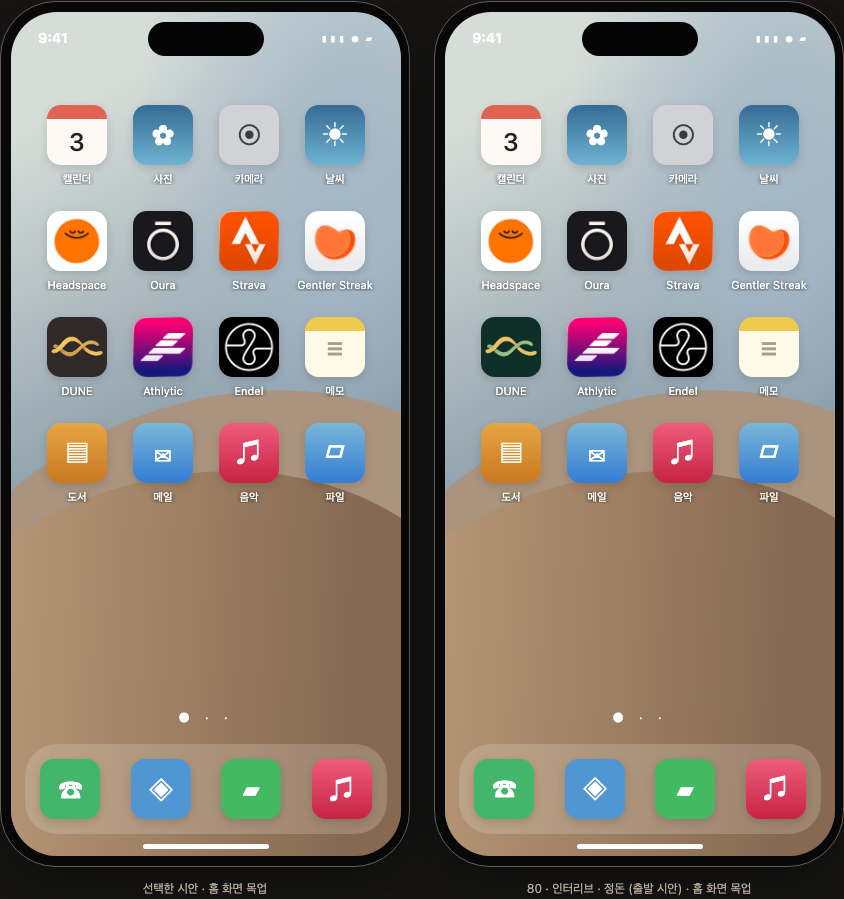 9:41
3
캘린더 사진 카메라 날씨
Headspace Oura Strava Gentler Streak
DUNE Athlytic Endel 메모
도서 메일 음악 파일
선택한 시안 · 홈 화면 목업
9:41
3
캘린더 사진 카메라 날씨
Headspace Oura Strava Gentler Streak
DUNE Athlytic Endel 메모
도서 메일 음악 파일
80 · 인터리브 · 정돈 (출발 시안) · 홈 화면 목업